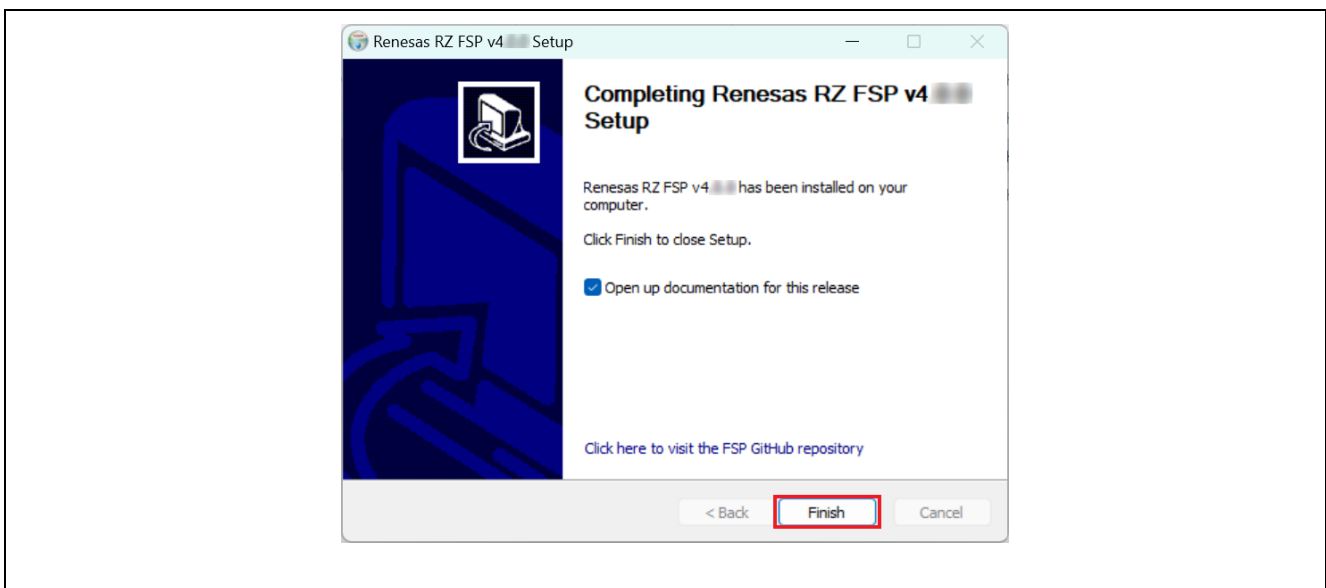 Renesas RZ FSP v4 Setup
Completing Renesas RZ FSP v4
Setup
Renesas RZ FSP v4 has been installed on your
computer.
Click Finish to close Setup.
Open up documentation for this release
Click here to visit the FSP GitHub repository
< Back Finish Cancel